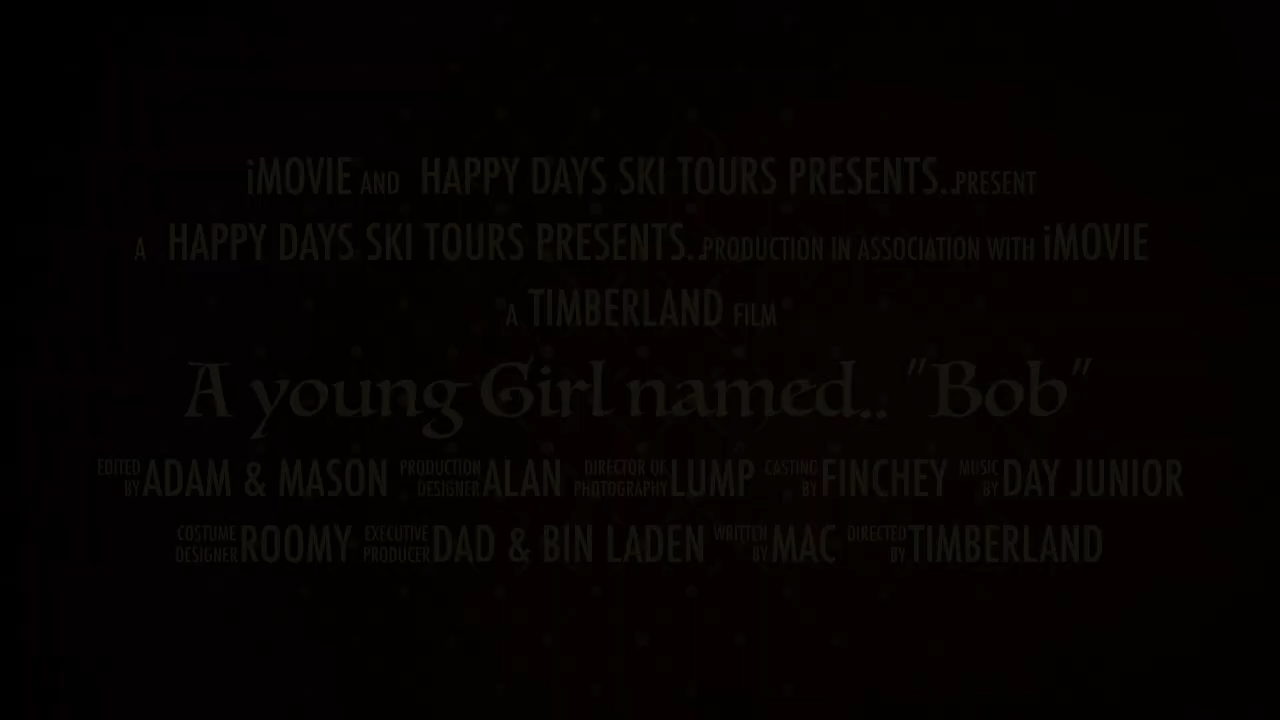 iMOVIE AND HAPPY DAYS SKI TOURS PRESENTS..PRESENT
A HAPPY DAYS SKI TOURS PRESENTS..PRODUCTION IN ASSOCIATION WITH iMOVIE
A TIMBERLAND FILM
A young Girl named.. "Bob"
EDITED BY ADAM & MASON PRODUCTION DESIGNER ALAN DIRECTOR OF PHOTOGRAPHY LUMP CASTING BY FINCHEY MUSIC BY DAY JUNIOR
COSTUME DESIGNER ROOMY EXECUTIVE PRODUCER DAD & BIN LADEN WRITTEN BY MAC DIRECTED BY TIMBERLAND